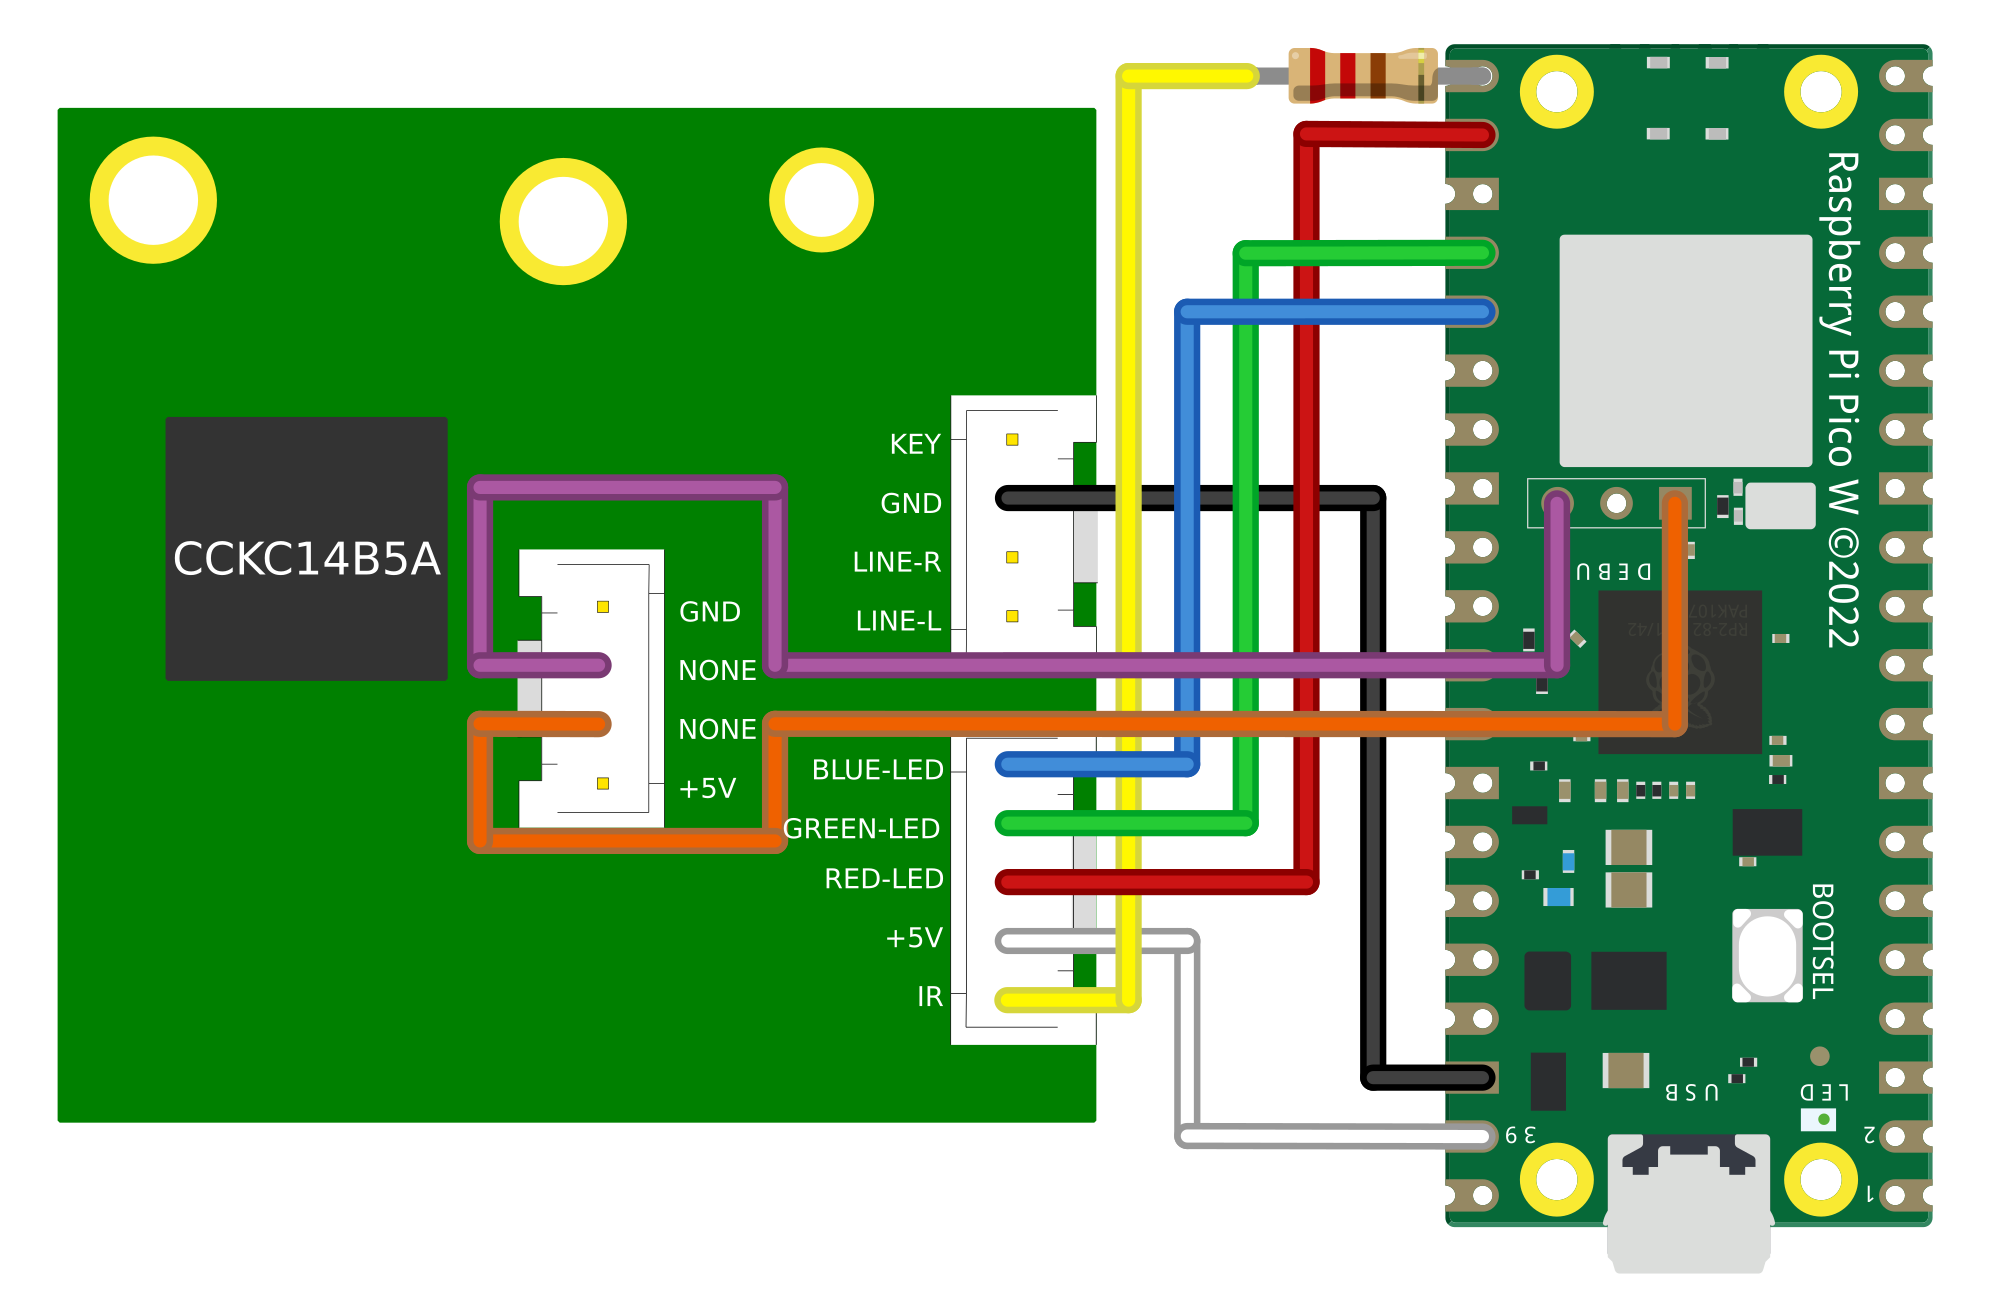 CCKC14B5A
GND
NONE
NONE
+5V
KEY
GND
LINE-R
LINE-L
BLUE-LED
GREEN-LED
RED-LED
+5V
IR
Raspberry Pi Pico W ©2022
DEBU
BOOTSEL
USB
LED
39
2
1